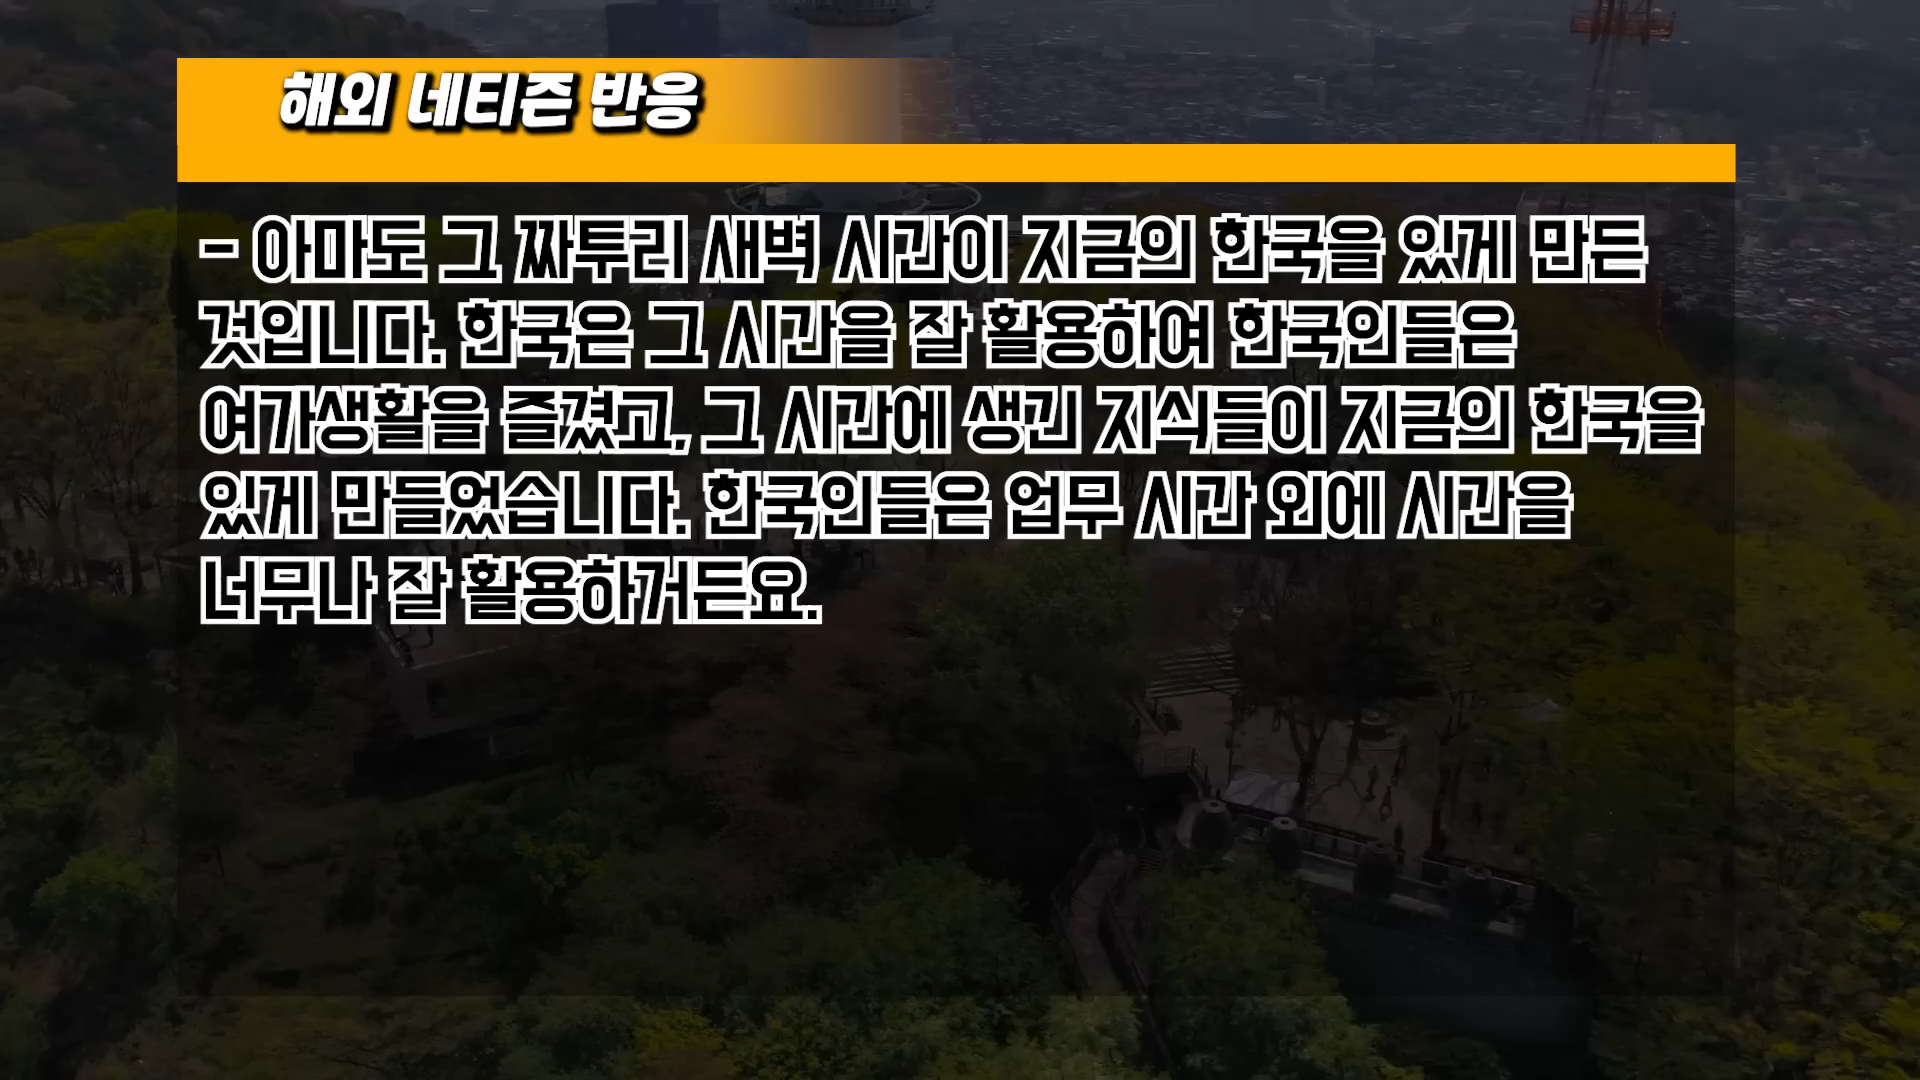 해외 네티즌 반응
- 아마도 그 짜투리 새벽 시간이 지금의 한국을 있게 만든
것입니다. 한국은 그 시간을 잘 활용하여 한국인들은
여가생활을 즐겼고, 그 시간에 생긴 지식들이 지금의 한국을
있게 만들었습니다. 한국인들은 업무 시간 외에 시간을
너무나 잘 활용하거든요.